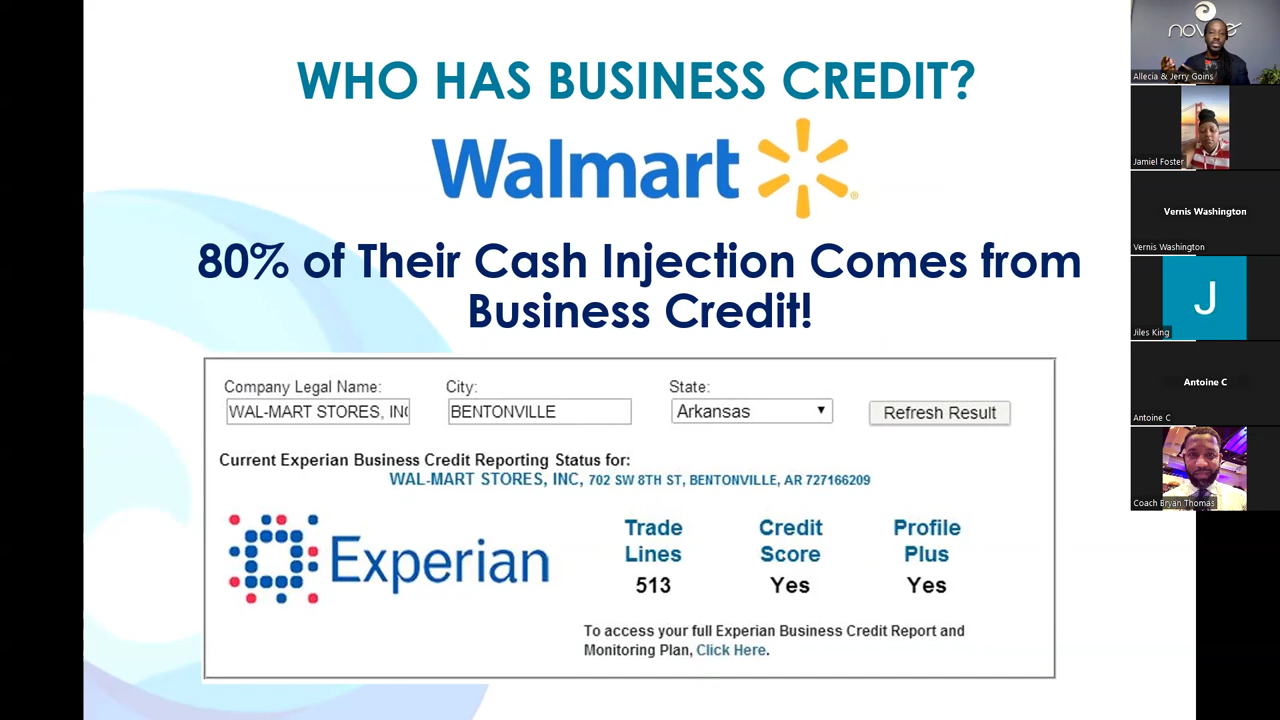 WHO HAS BUSINESS CREDIT?
Walmart
80% of Their Cash Injection Comes from
Business Credit!
Company Legal Name:
City:
State:
WAL-MART STORES, INC
BENTONVILLE
Arkansas
Refresh Result
Current Experian Business Credit Reporting Status for:
WAL-MART STORES, INC, 702 SW 8TH ST, BENTONVILLE, AR 727166209
Experian
Trade
Lines
513
Credit
Score
Yes
Profile
Plus
Yes
To access your full Experian Business Credit Report and
Monitoring Plan, Click Here.
Allecia & Jerry Goins
Jamiel Foster
Vernis Washington
Vernis Washington
J
Jiles King
Antoine C
Antoine C
Coach Bryan Thomas